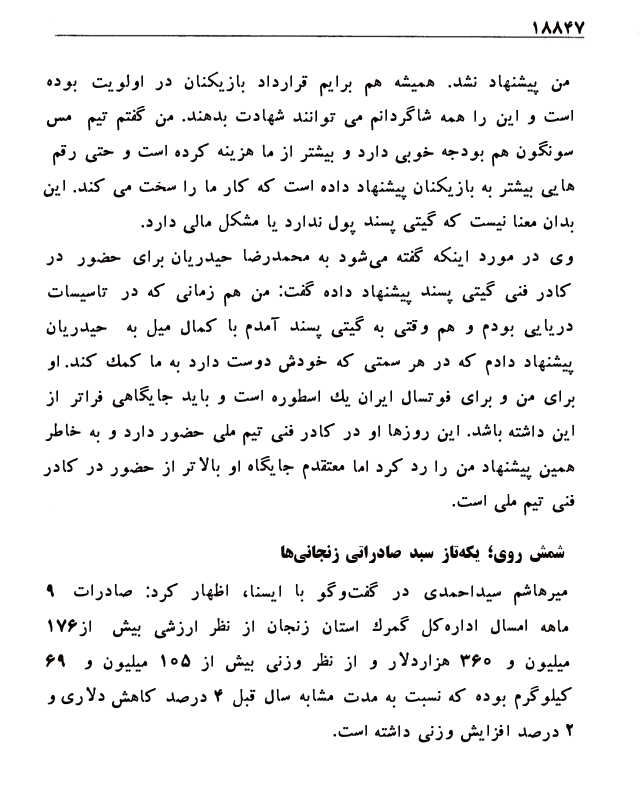 ۱۸۸۴۷
من پیشنهاد نشد. همیشه هم برایم قرارداد بازیکنان در اولویت بوده
است و این را همه شاگردانم می توانند شهادت بدهند. من گفتم تیم مس
سونگون هم بودجه خوبی دارد و بیشتر از ما هزینه کرده است و حتی رقم
هایی بیشتر به بازیکنان پیشنهاد داده است که کار ما را سخت می کند. این
بدان معنا نیست که گیتی پسند پول ندارد یا مشکل مالی دارد.
وی در مورد اینکه گفته می‌شود به محمدرضا حیدریان برای حضور در
کادر فنی گیتی پسند پیشنهاد داده گفت: من هم زمانی که در تاسیسات
دریایی بودم و هم وقتی به گیتی پسند آمدم با کمال میل به حیدریان
پیشنهاد دادم که در هر سمتی که خودش دوست دارد به ما کمك کند. او
برای من و برای فوتسال ایران یك اسطوره است و باید جایگاهی فراتر از
این داشته باشد. این روزها او در کادر فنی تیم ملی حضور دارد و به خاطر
همین پیشنهاد من را رد کرد اما معتقدم جایگاه او بالاتر از حضور در کادر
فنی تیم ملی است.
شمش روی؛ یکه‌تاز سبد صادراتی زنجانی‌ها
میرهاشم سیداحمدی در گفت‌وگو با ایسنا، اظهار کرد: صادرات ۹
ماهه امسال اداره‌کل گمرك استان زنجان از نظر ارزشی بیش از۱۷۶
میلیون و ۳۶۰ هزاردلار و از نظر وزنی بیش از ۱۰۵ میلیون و ۶۹
کیلوگرم بوده که نسبت به مدت مشابه سال قبل ۴ درصد کاهش دلاری و
۲ درصد افزایش وزنی داشته است.